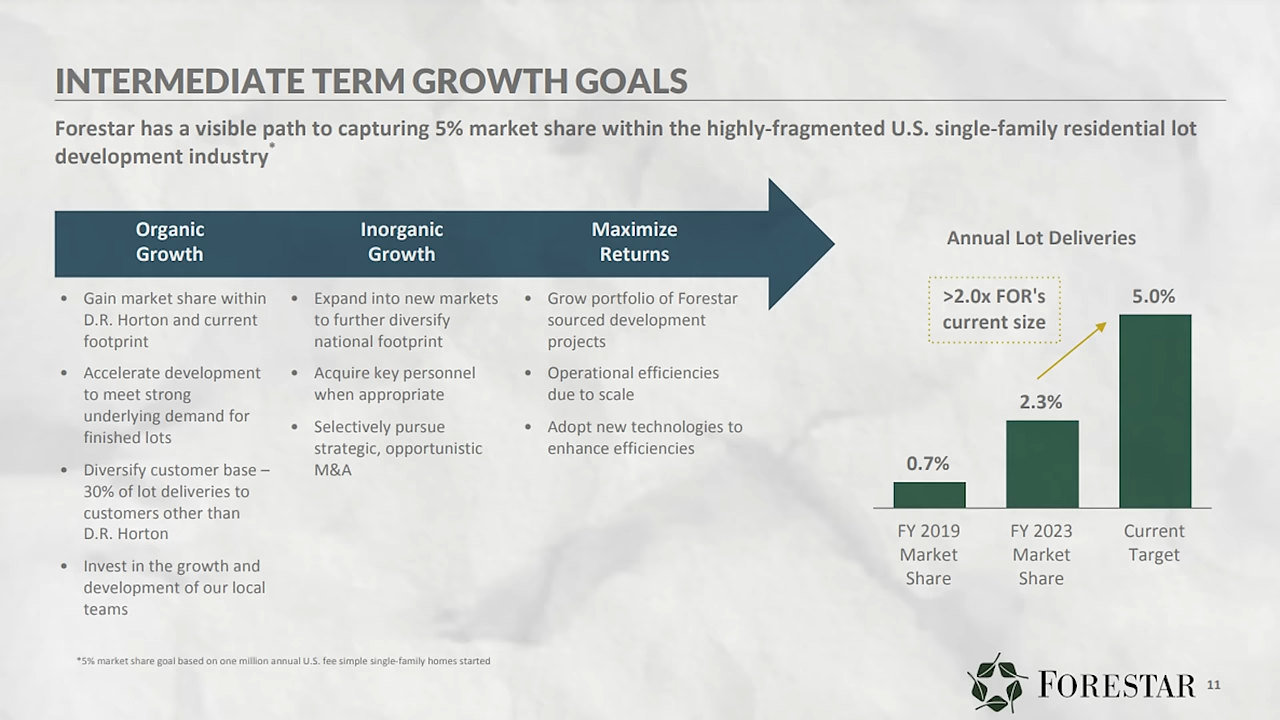 INTERMEDIATE TERM GROWTH GOALS
Forestar has a visible path to capturing 5% market share within the highly-fragmented U.S. single-family residential lot
development industry*
Organic
Growth
Inorganic
Growth
Maximize
Returns
• Gain market share within
D.R. Horton and current
footprint
• Accelerate development
to meet strong
underlying demand for
finished lots
• Diversify customer base –
30% of lot deliveries to
customers other than
D.R. Horton
• Invest in the growth and
development of our local
teams
• Expand into new markets
to further diversify
national footprint
• Acquire key personnel
when appropriate
• Selectively pursue
strategic, opportunistic
M&A
• Grow portfolio of Forestar
sourced development
projects
• Operational efficiencies
due to scale
• Adopt new technologies to
enhance efficiencies
Annual Lot Deliveries
>2.0x FOR's
current size
5.0%
2.3%
0.7%
FY 2019
Market
Share
FY 2023
Market
Share
Current
Target
*5% market share goal based on one million annual U.S. fee simple single-family homes started
FORESTAR
11